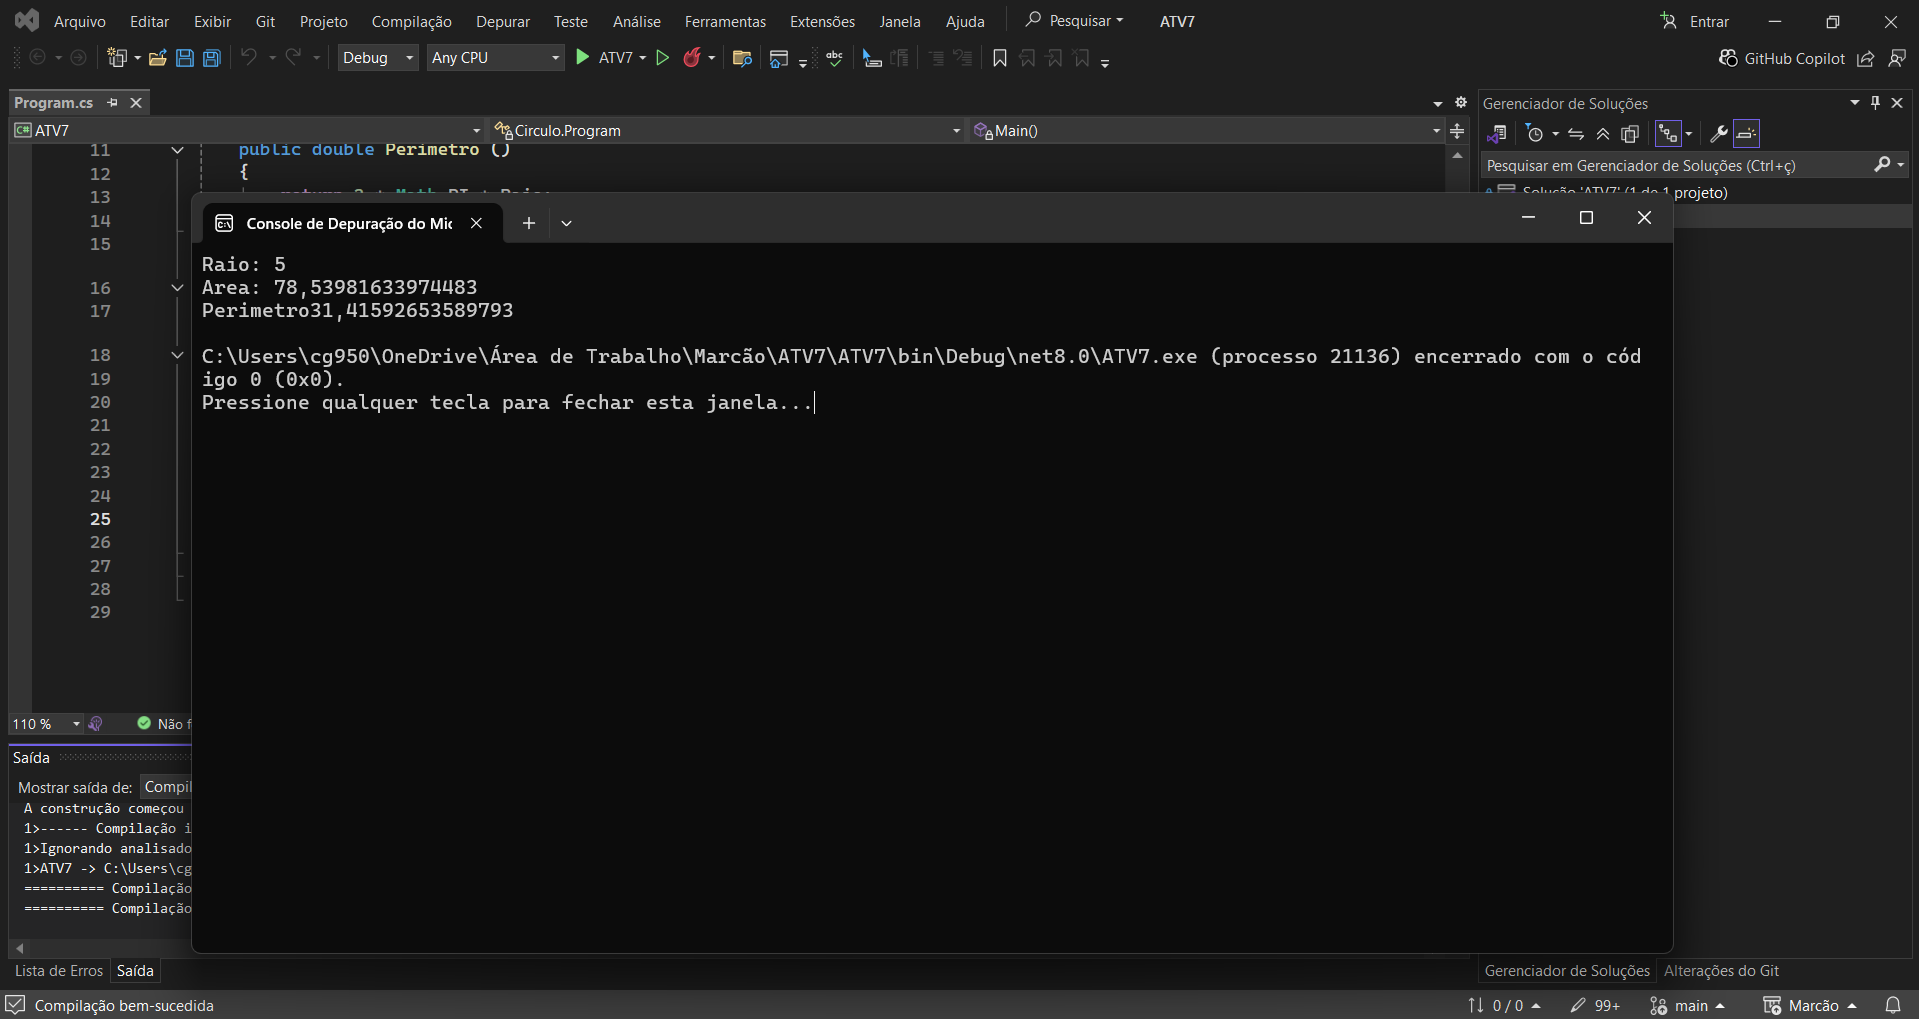 Arquivo Editar Exibir Git Projeto Compilação Depurar Teste Análise Ferramentas Extensões Janela Ajuda Pesquisar ATV7 Entrar
Debug Any CPU ATV7 GitHub Copilot
Program.cs
ATV7 Circulo.Program Main()
11 public double Perimetro ()
12 {
13
14
15
16
17
18
19
20
21
22
23
24
25
26
27
28
29
Console de Depuração do Mic
Raio: 5
Area: 78,53981633974483
Perimetro31,41592653589793
C:\Users\cg950\OneDrive\Área de Trabalho\Marcão\ATV7\ATV7\bin\Debug\net8.0\ATV7.exe (processo 21136) encerrado com o cód
igo 0 (0x0).
Pressione qualquer tecla para fechar esta janela...
Gerenciador de Soluções
Pesquisar em Gerenciador de Soluções (Ctrl+ç)
Solução 'ATV7' (1 de 1 projeto)
110 % Não f
Saída
Mostrar saída de: Compil
A construção começou
1>------ Compilação i
1>Ignorando analisado
1>ATV7 -> C:\Users\cg
========== Compilação
========== Compilação
Lista de Erros Saída
Gerenciador de Soluções Alterações do Git
Compilação bem-sucedida 0 / 0 99+ main Marcão